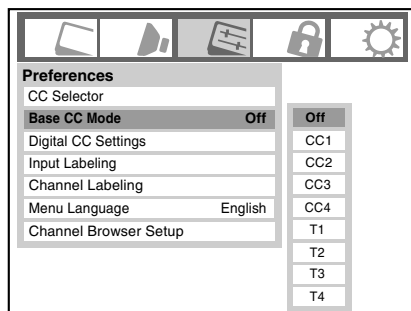 Preferences
CC Selector
Base CC Mode Off
Digital CC Settings
Input Labeling
Channel Labeling
Menu Language English
Channel Browser Setup
Off
CC1
CC2
CC3
CC4
T1
T2
T3
T4